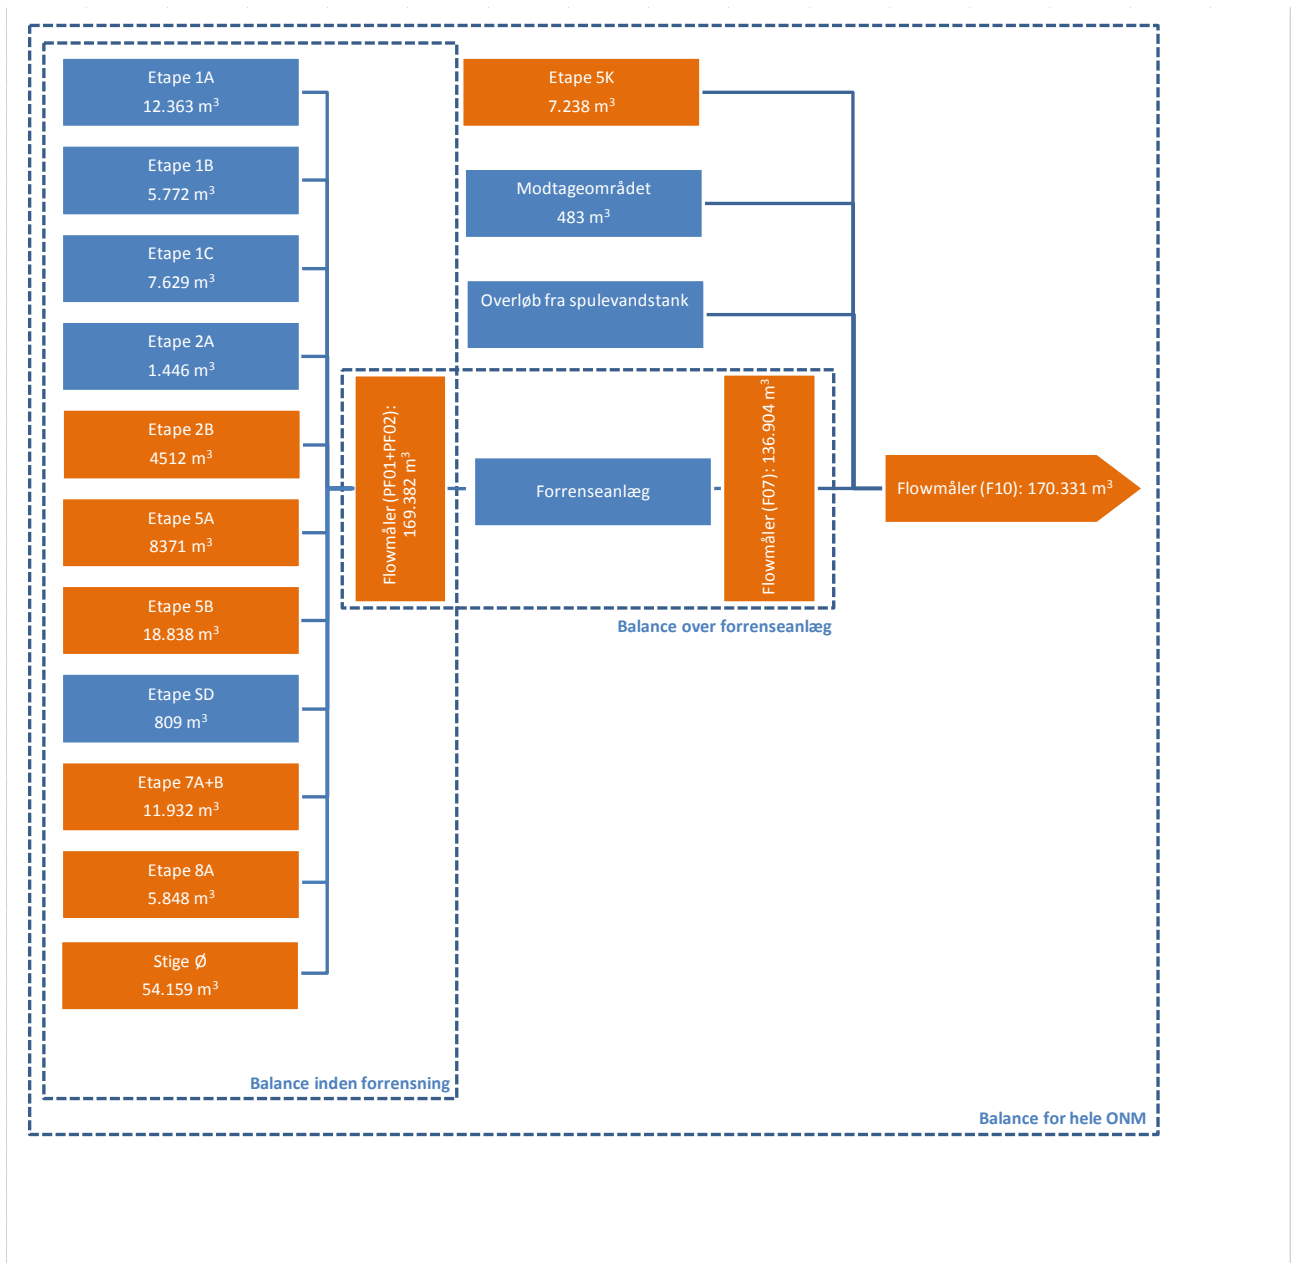 Etape 1A
12.363 m³
Etape 1B
5.772 m³
Etape 1C
7.629 m³
Etape 2A
1.446 m³
Etape 2B
4512 m³
Etape 5A
8371 m³
Etape 5B
18.838 m³
Etape SD
809 m³
Etape 7A+B
11.932 m³
Etape 8A
5.848 m³
Stige Ø
54.159 m³
Balance inden forrensning
Flowmåler (PF01+PF02):
169.382 m³
Etape 5K
7.238 m³
Modtageområdet
483 m³
Overløb fra spulevandstank
Forrenseanlæg
Flowmåler (F07): 136.904 m³
Balance over forrenseanlæg
Flowmåler (F10): 170.331 m³
Balance for hele ONM